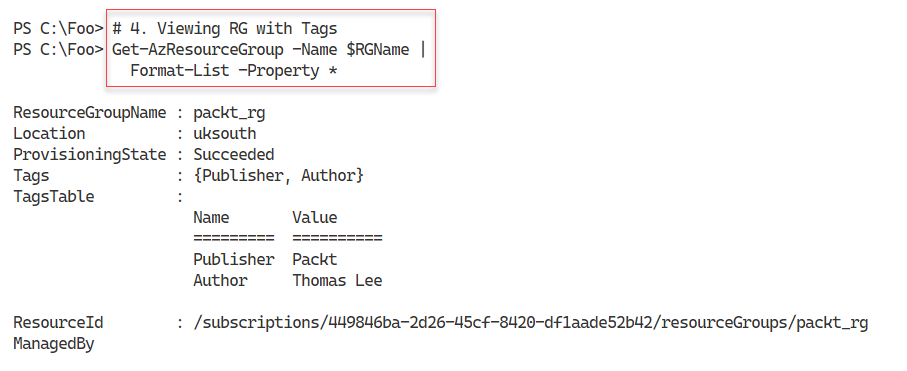 PS C:\Foo> # 4. Viewing RG with Tags
PS C:\Foo> Get-AzResourceGroup -Name $RGName |
Format-List -Property *
ResourceGroupName : packt_rg
Location : uksouth
ProvisioningState : Succeeded
Tags : {Publisher, Author}
TagsTable :
Name Value
========= ==========
Publisher Packt
Author Thomas Lee
ResourceId : /subscriptions/449846ba-2d26-45cf-8420-df1aade52b42/resourceGroups/packt_rg
ManagedBy